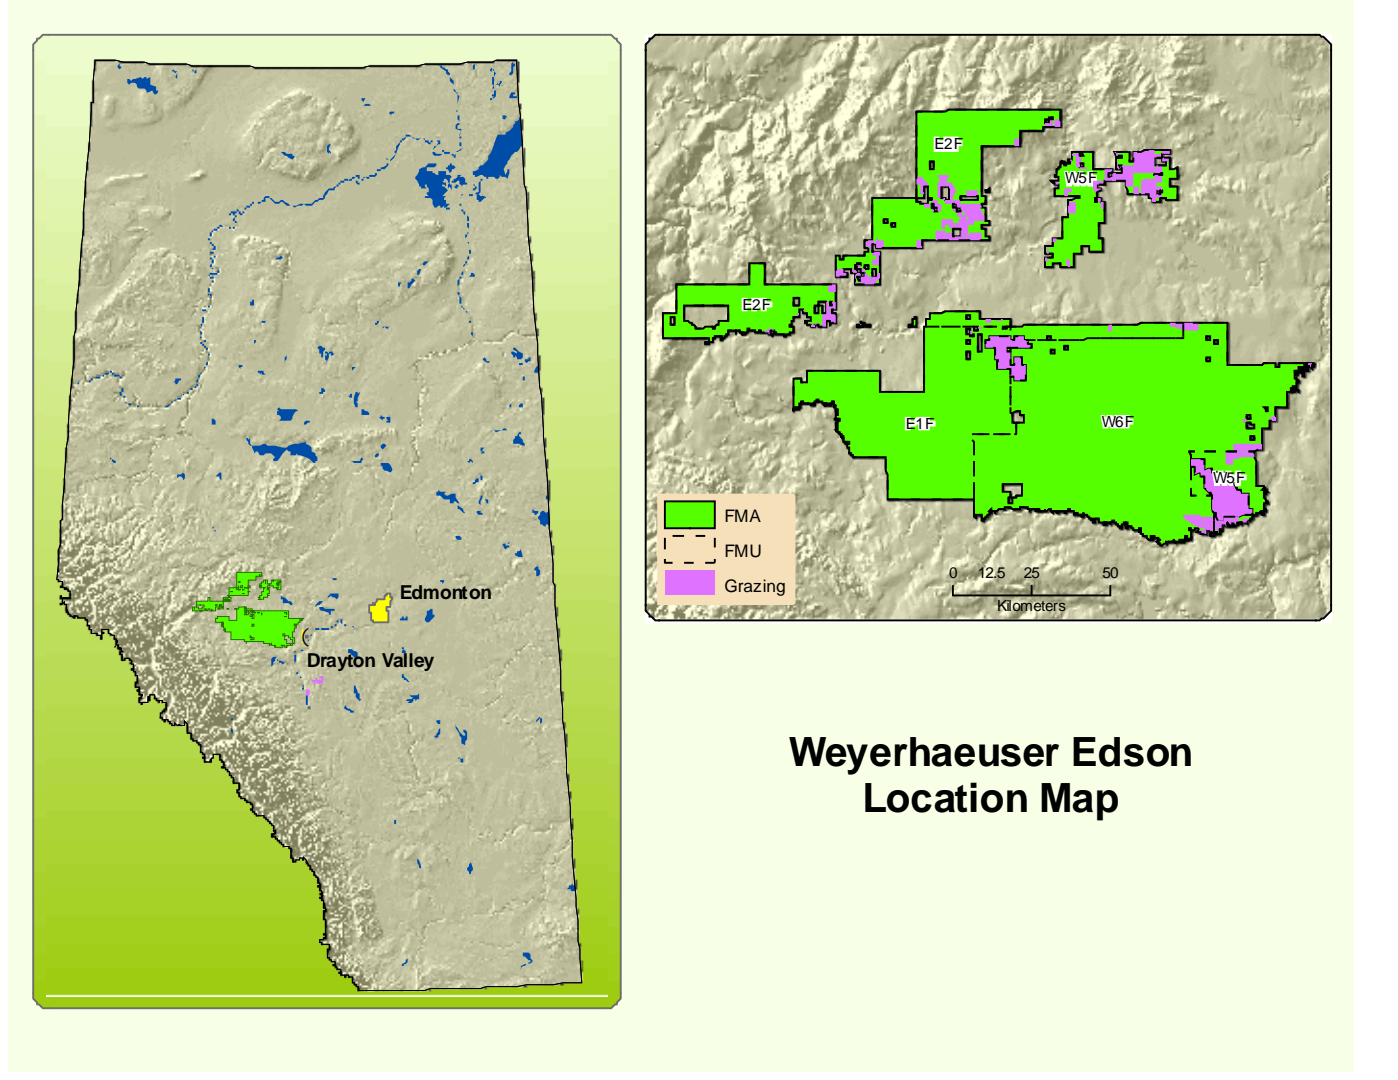 Edmonton
Drayton Valley
E2F
W5F
E2F
E1F
W6F
W5F
FMA
FMU
Grazing
0 12.5 25 50
Kilometers
Weyerhaeuser Edson
Location Map